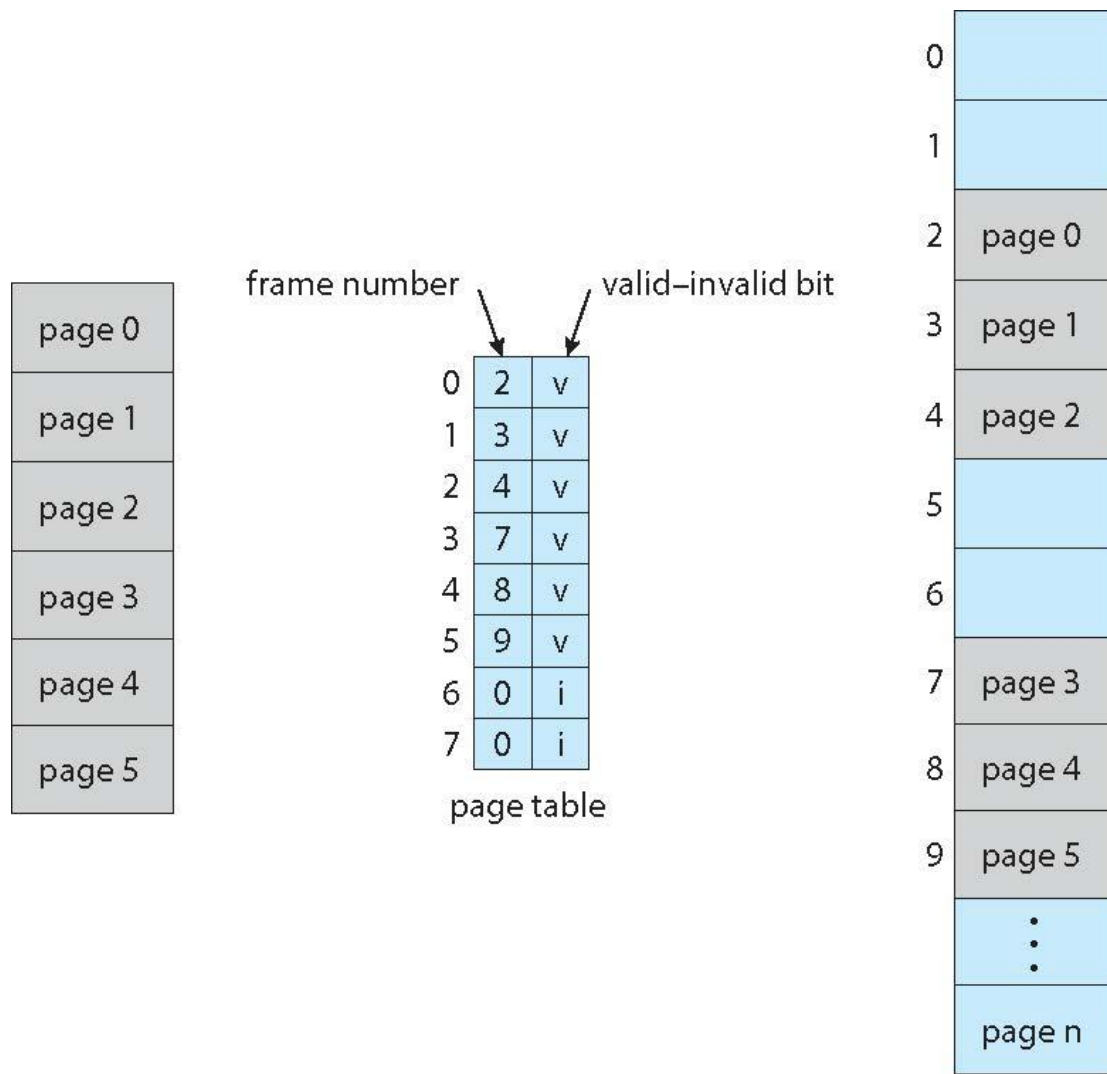 page 0
page 1
page 2
page 3
page 4
page 5
frame number
valid–invalid bit
0 2 v
1 3 v
2 4 v
3 7 v
4 8 v
5 9 v
6 0 i
7 0 i
page table
0
1
2 page 0
3 page 1
4 page 2
5
6
7 page 3
8 page 4
9 page 5
⋮
page n